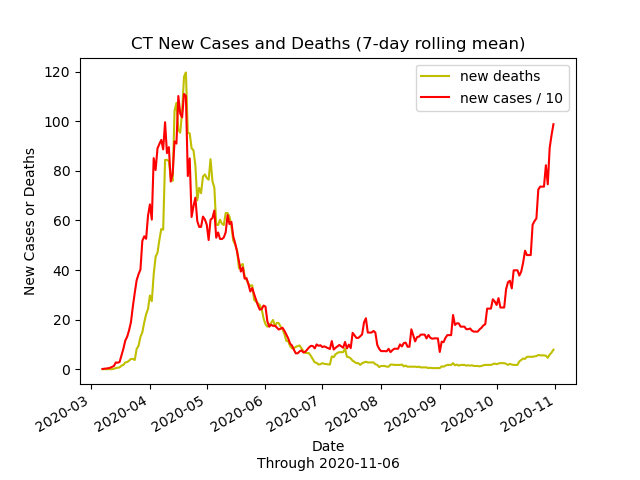 CT New Cases and Deaths (7-day rolling mean)
new deaths
new cases / 10
120
100
80
60
40
20
0
New Cases or Deaths
2020-03
2020-04
2020-05
2020-06
2020-07
2020-08
2020-09
2020-10
2020-11
Date
Through 2020-11-06